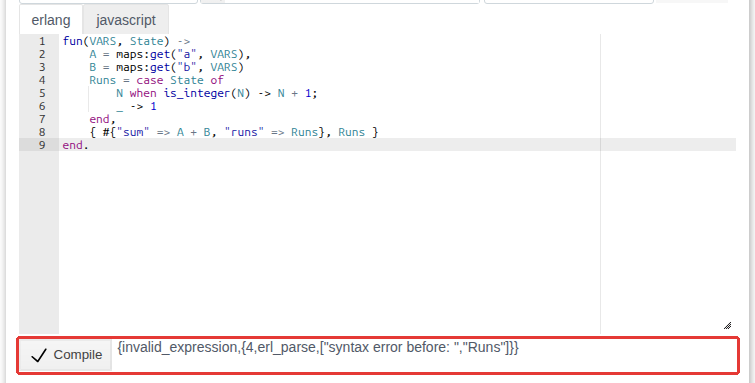 erlang javascript
1 fun(VARS, State) ->
2     A = maps:get("a", VARS),
3     B = maps:get("b", VARS)
4     Runs = case State of
5         N when is_integer(N) -> N + 1;
6         _ -> 1
7     end,
8     { #{"sum" => A + B, "runs" => Runs}, Runs }
9 end.
Compile {invalid_expression,{4,erl_parse,["syntax error before: ","Runs"]}}